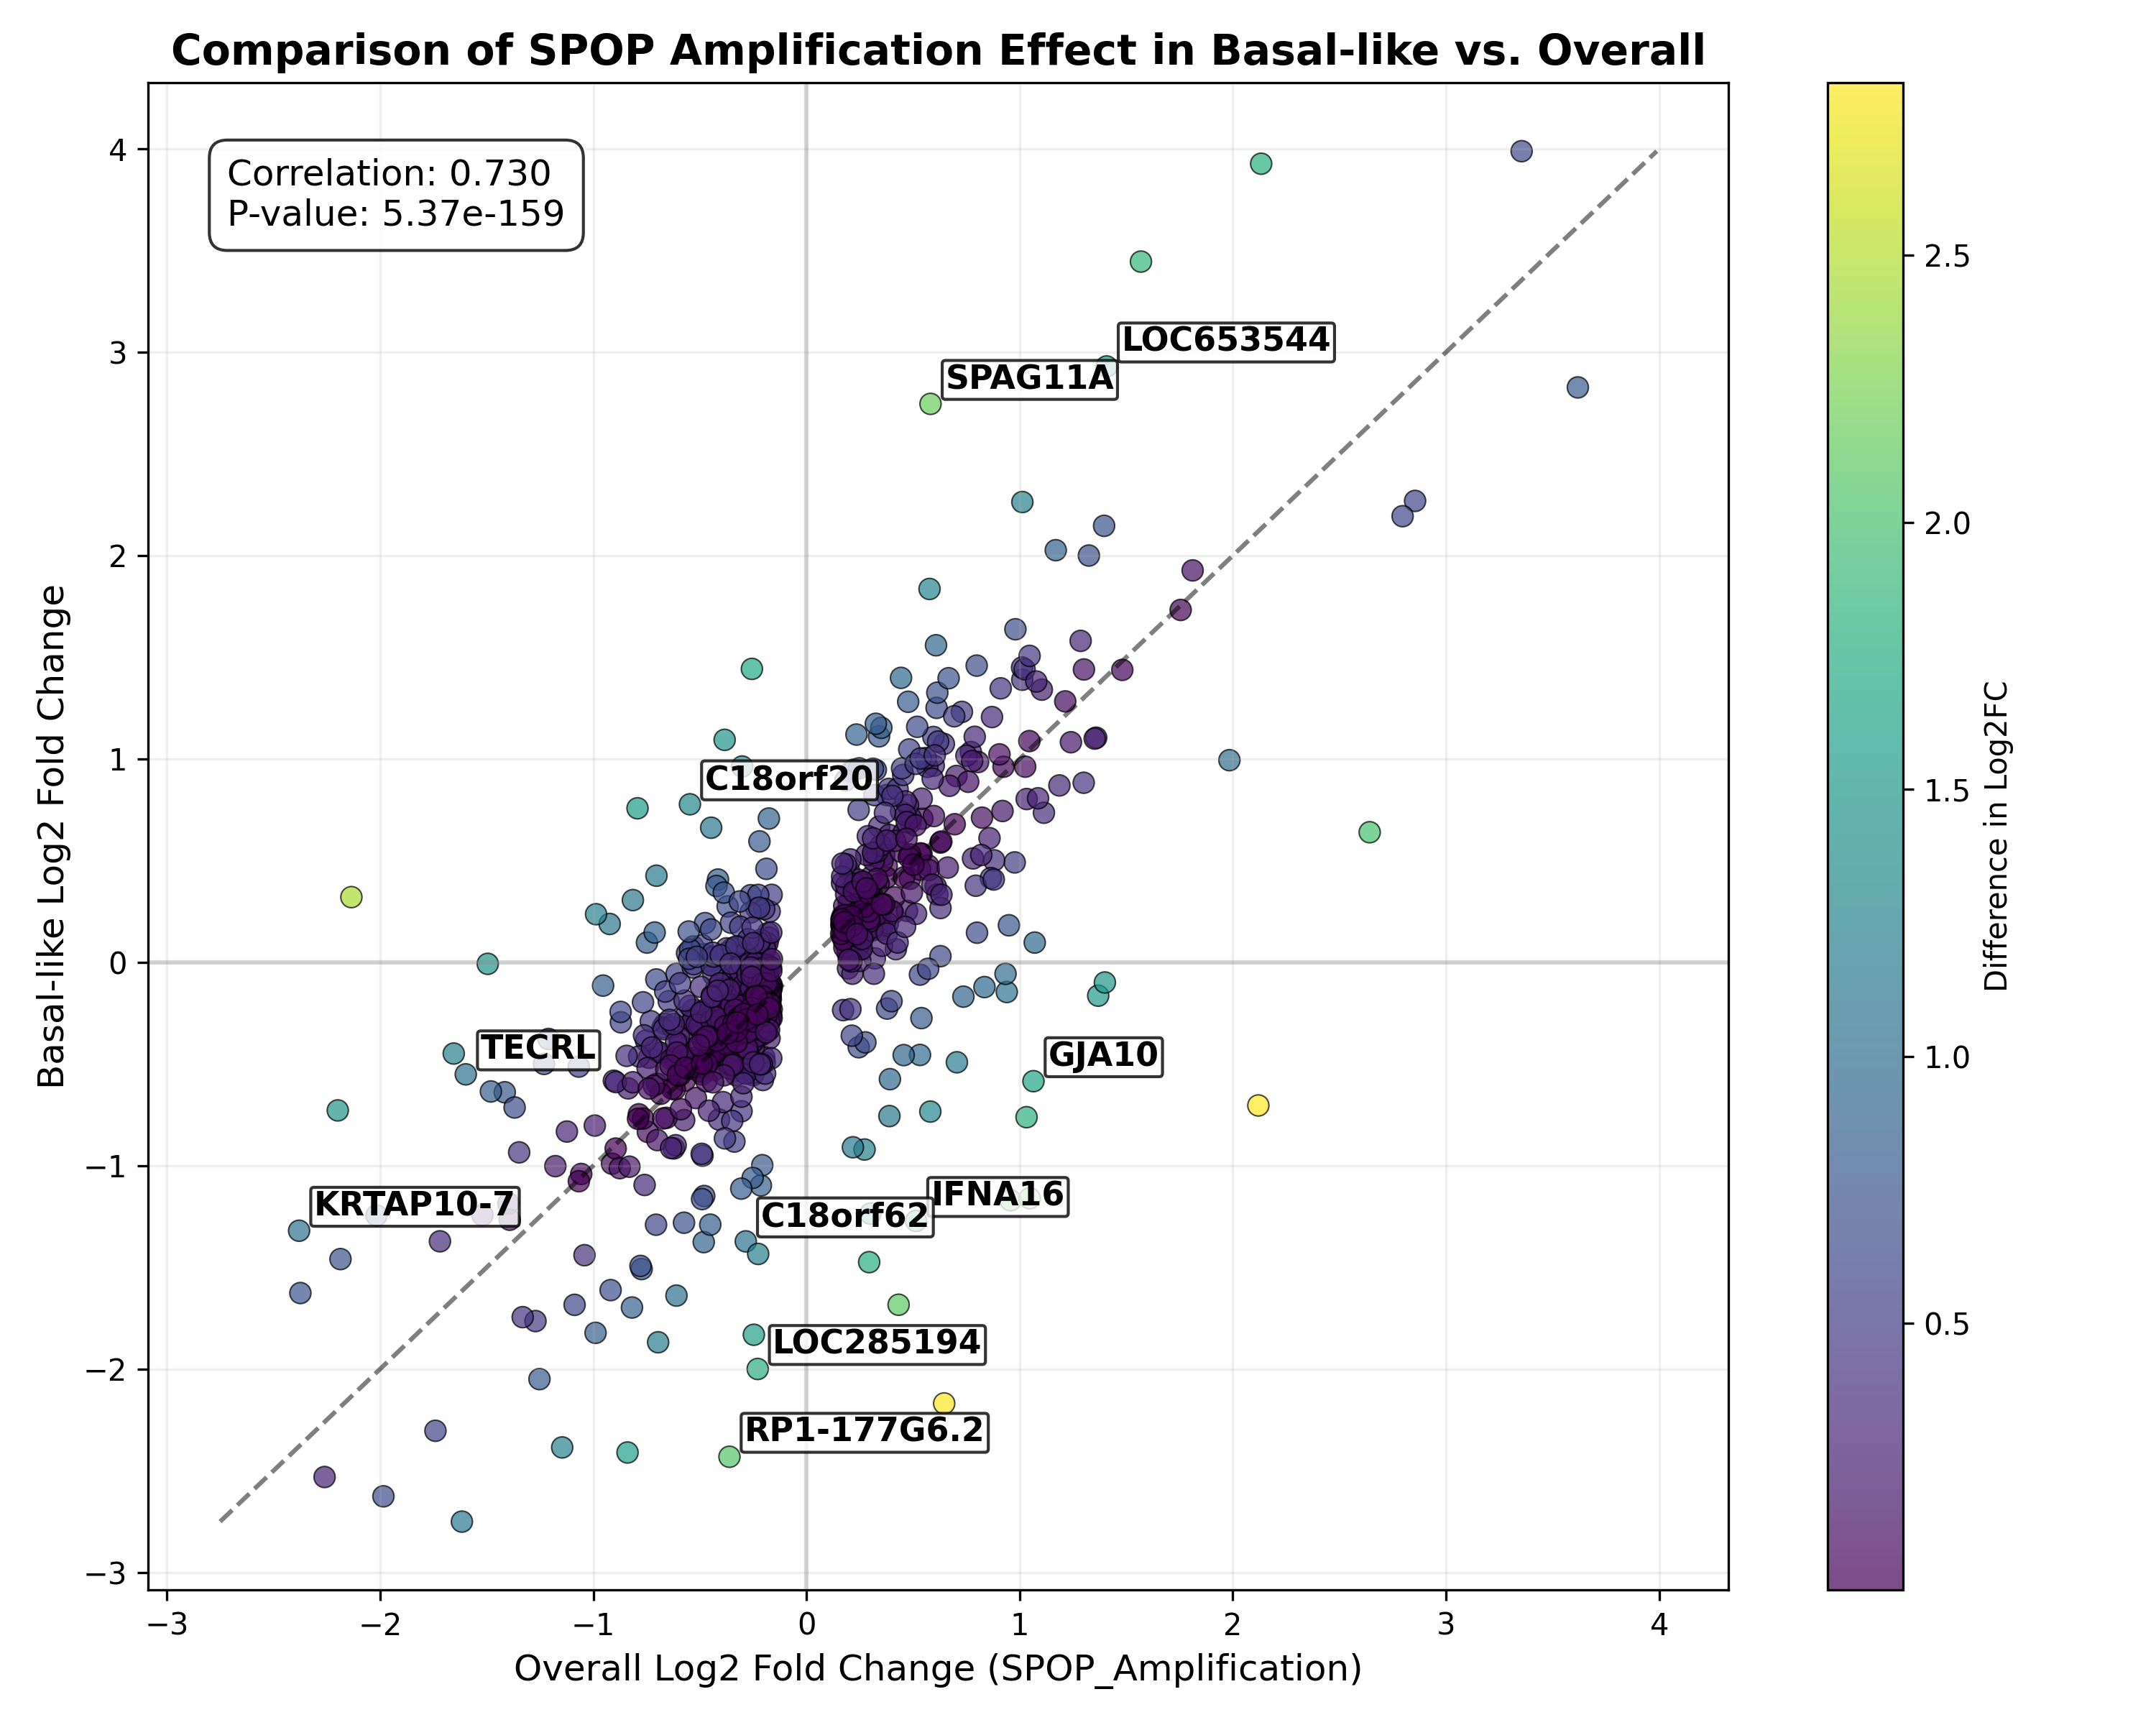 Comparison of SPOP Amplification Effect in Basal-like vs. Overall
Correlation: 0.730
P-value: 5.37e-159
LOC653544
SPAG11A
C18orf20
TECRL
GJA10
KRTAP10-7
IFNA16
C18orf62
LOC285194
RP1-177G6.2
Basal-like Log2 Fold Change
4
3
2
1
0
−1
−2
−3
−3
−2
−1
0
1
2
3
4
Overall Log2 Fold Change (SPOP_Amplification)
2.5
2.0
1.5
1.0
0.5
Difference in Log2FC